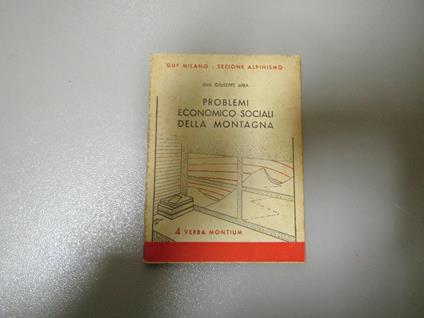 GUF MILANO - SEZIONE ALPINISMO
Dott. GIUSEPPE MIRA
PROBLEMI
ECONOMICO-SOCIALI
DELLA MONTAGNA
4 VERBA MONTIUM